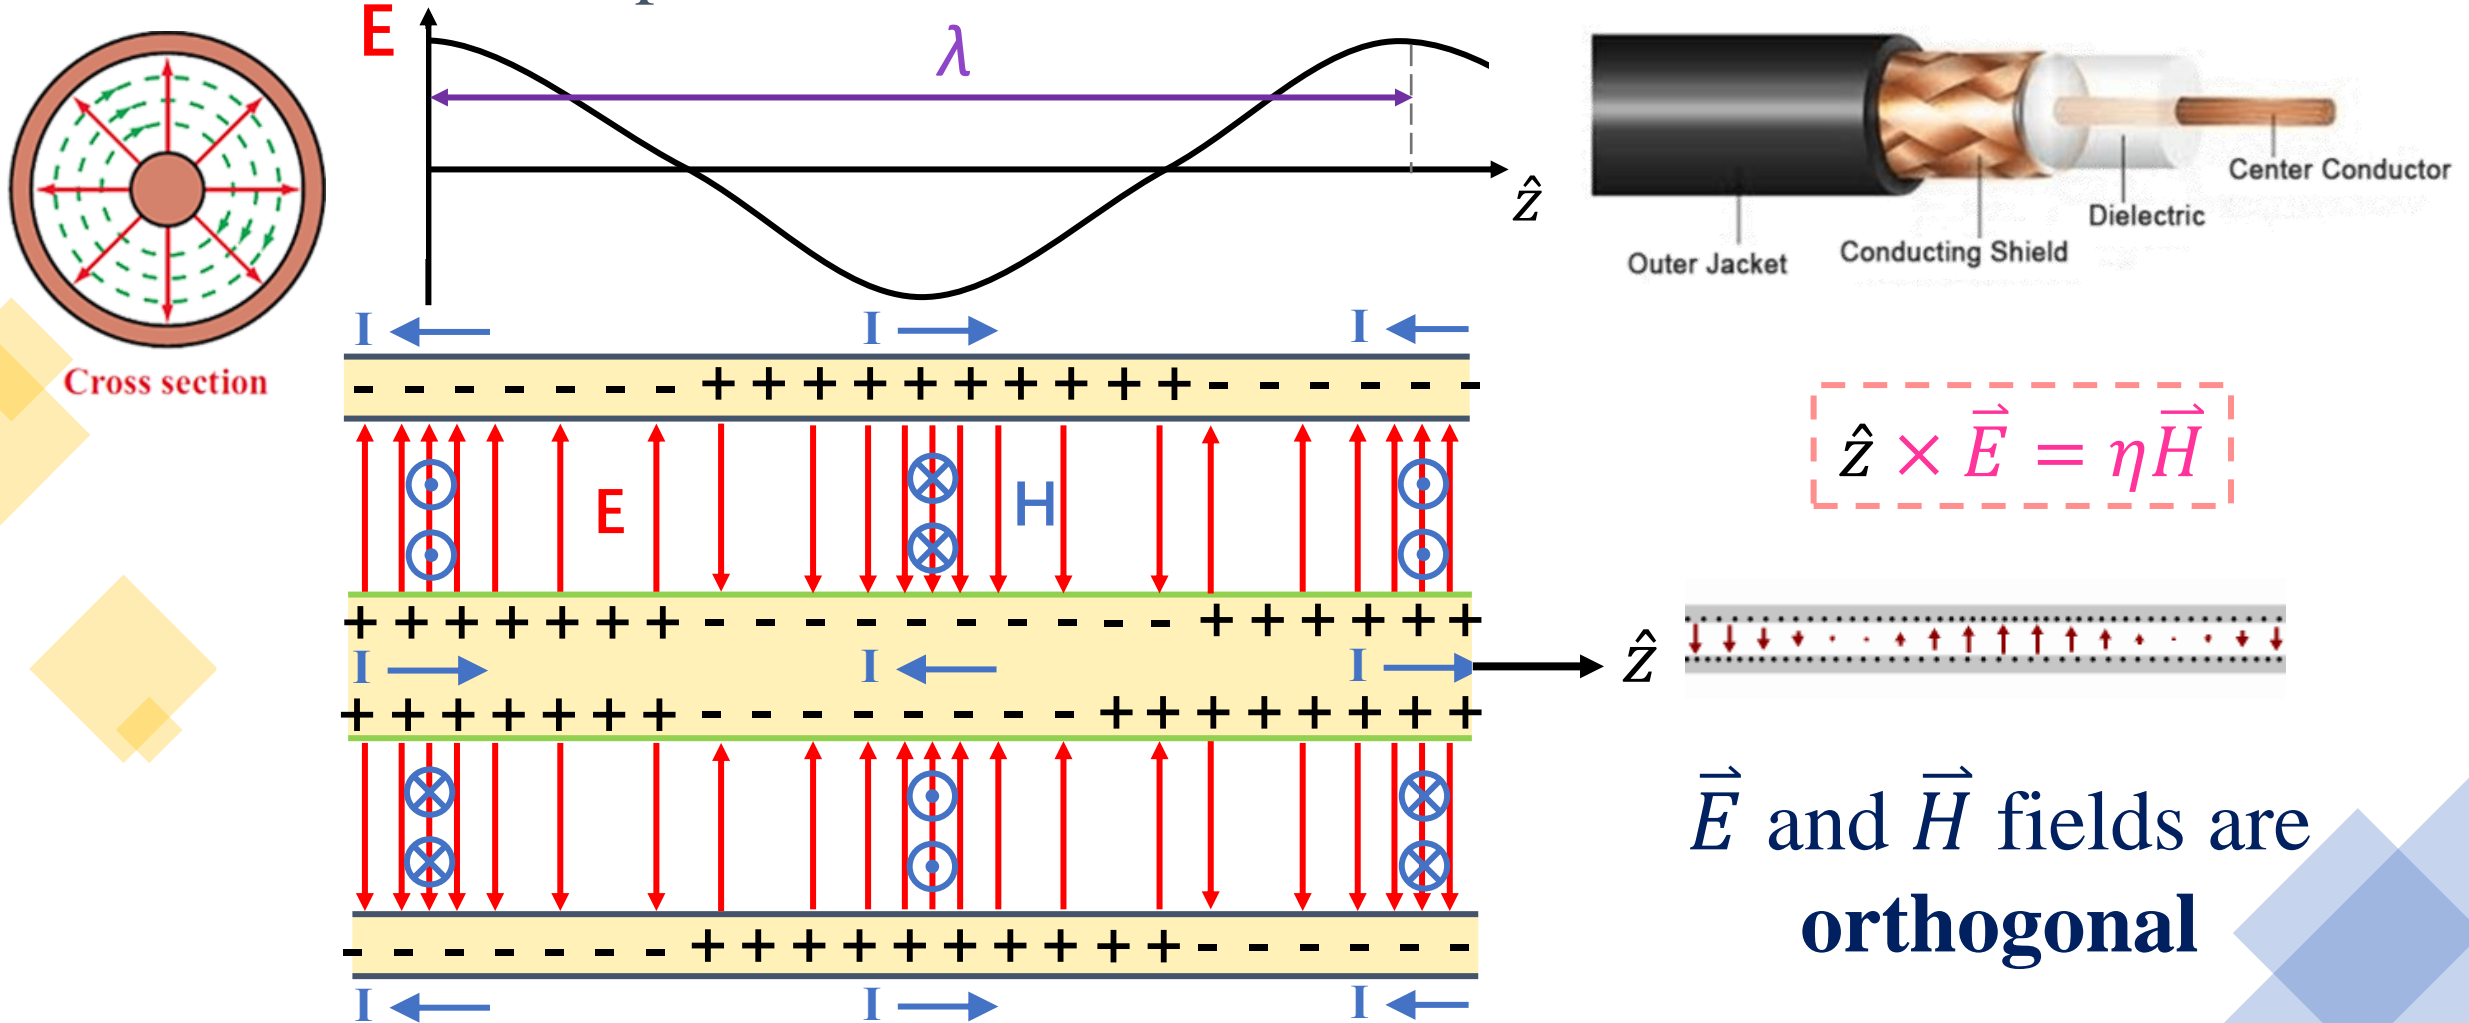 E
λ
ẑ
Cross section
Center Conductor
Dielectric
Conducting Shield
Outer Jacket
I
I
I
- - - - - - - + + + + + + + + + + - - - - - -
E
H
ẑ × E⃗ = ηH⃗
+ + + + + + + - - - - - - - - - - + + + + + +
I
I
I
ẑ
+ + + + + + + - - - - - - - - + + + + + + + +
E⃗ and H⃗ fields are
orthogonal
- - - - - - - + + + + + + + + + + - - - - - -
I
I
I